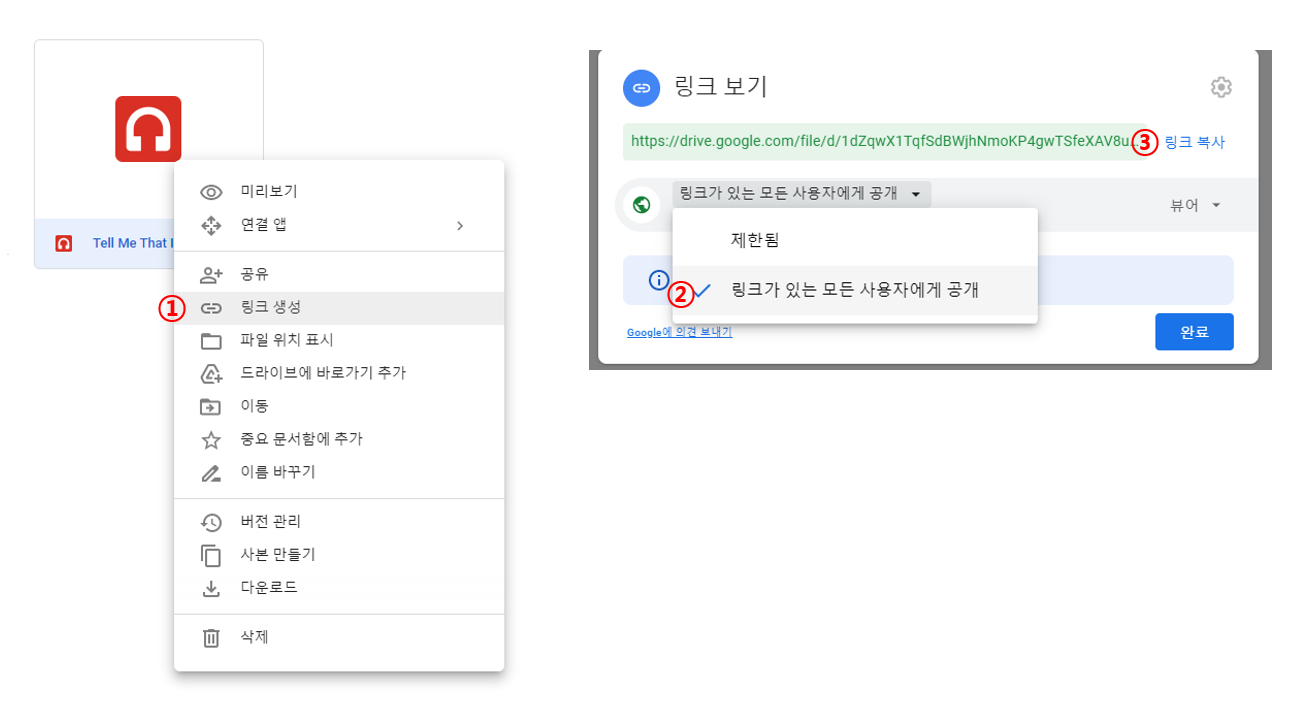 Tell Me That I
미리보기
연결 앱
공유
① 링크 생성
파일 위치 표시
드라이브에 바로가기 추가
이동
중요 문서함에 추가
이름 바꾸기
버전 관리
사본 만들기
다운로드
삭제
링크 보기
https://drive.google.com/file/d/1dZqwX1TqfSdBWjhNmoKP4gwTSfeXAV8u... ③ 링크 복사
링크가 있는 모든 사용자에게 공개
뷰어
제한됨
② 링크가 있는 모든 사용자에게 공개
Google에 의견 보내기
완료